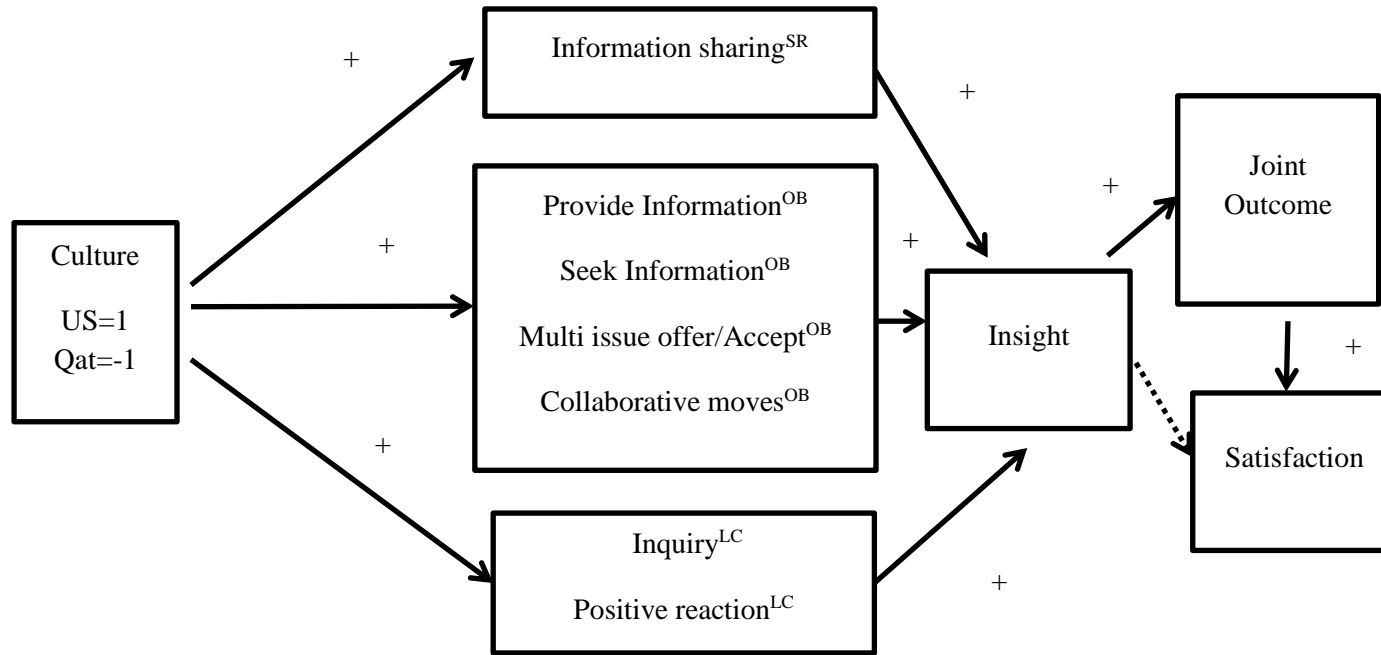 Information sharing^SR
+
+
Provide Information^OB
Seek Information^OB
Multi issue offer/Accept^OB
Collaborative moves^OB
Culture
US=1
Qat=-1
+
+
+
Insight
+
Joint
Outcome
+
Satisfaction
Inquiry^LC
Positive reaction^LC
+